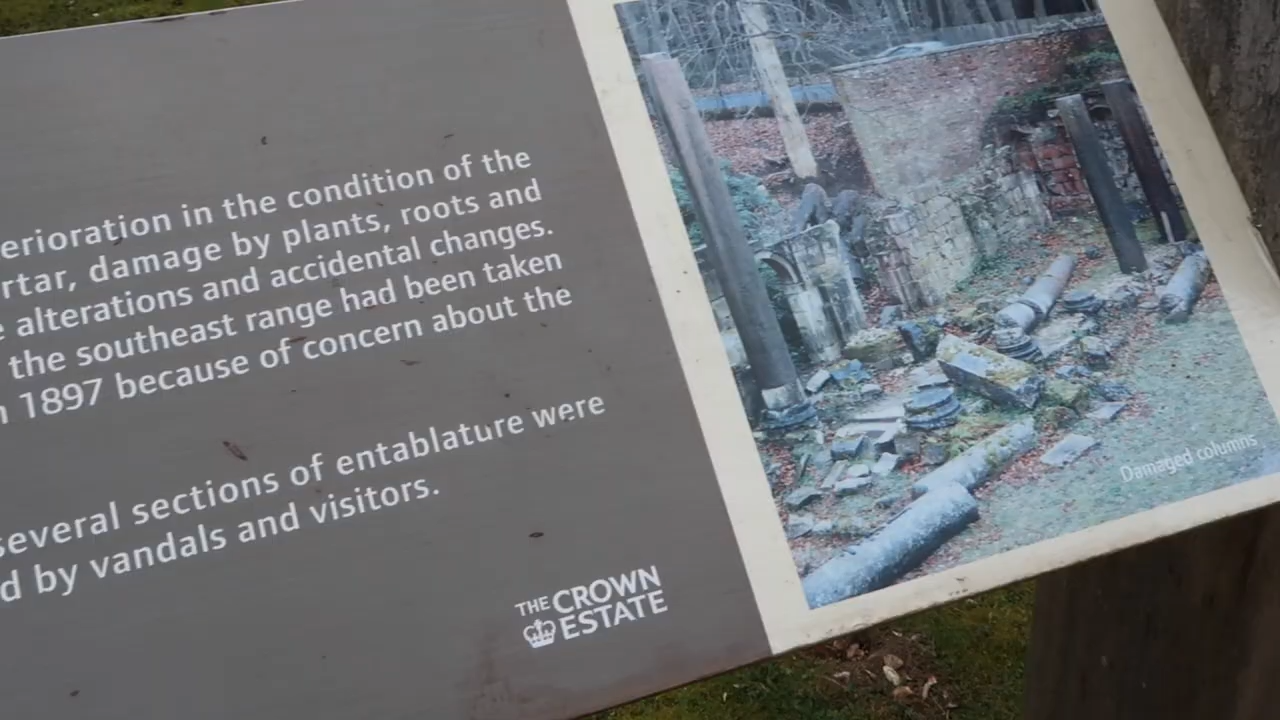 erioration in the condition of the
rtar, damage by plants, roots and
e alterations and accidental changes.
the southeast range had been taken
n 1897 because of concern about the
several sections of entablature were
d by vandals and visitors.
THE CROWN
ESTATE
Damaged columns